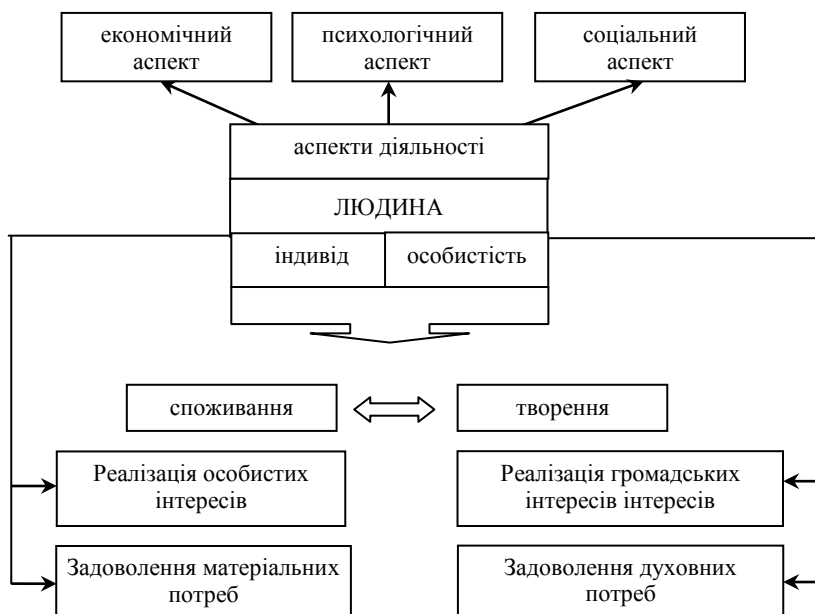 економічний
аспект
психологічний
аспект
соціальний
аспект
аспекти діяльності
ЛЮДИНА
індивід
особистість
споживання
творення
Реалізація особистих
інтересів
Реалізація громадських
інтересів інтересів
Задоволення матеріальних
потреб
Задоволення духовних
потреб